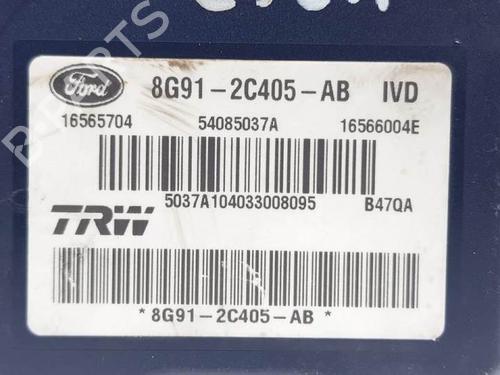 Ford 8G91-2C405-AB IVD
16565704 54085037A 16566004E
5037A104033008095 B47QA
TRW
*8G91-2C405-AB*